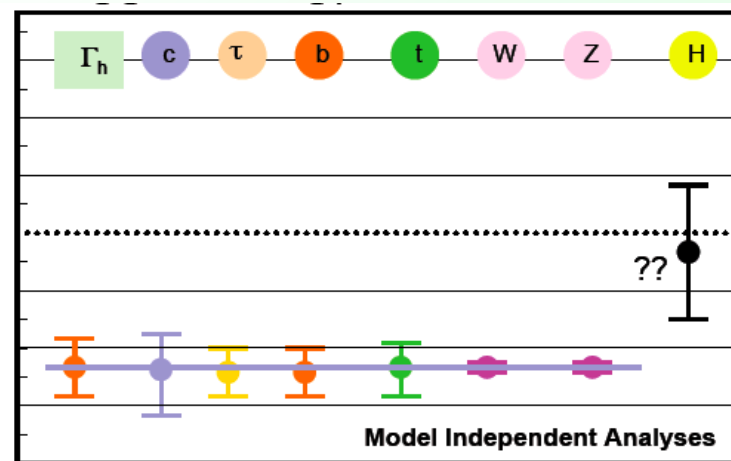 Γh c τ b t W Z H
??
Model Independent Analyses